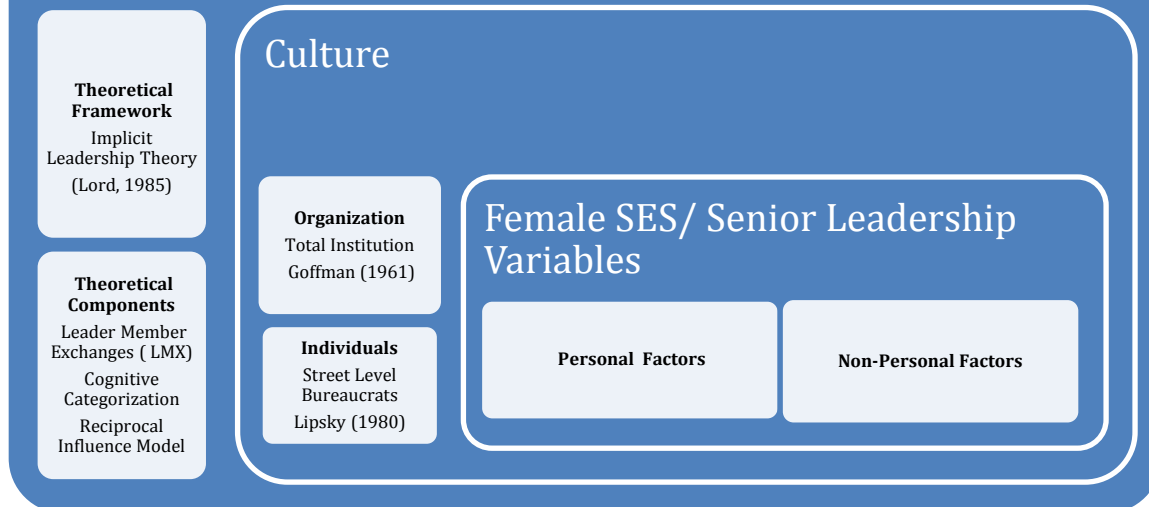 Theoretical
Framework
Implicit
Leadership Theory
(Lord, 1985)
Theoretical
Components
Leader Member
Exchanges ( LMX)
Cognitive
Categorization
Reciprocal
Influence Model
Culture
Organization
Total Institution
Goffman (1961)
Individuals
Street Level
Bureaucrats
Lipsky (1980)
Female SES/ Senior Leadership
Variables
Personal Factors
Non-Personal Factors